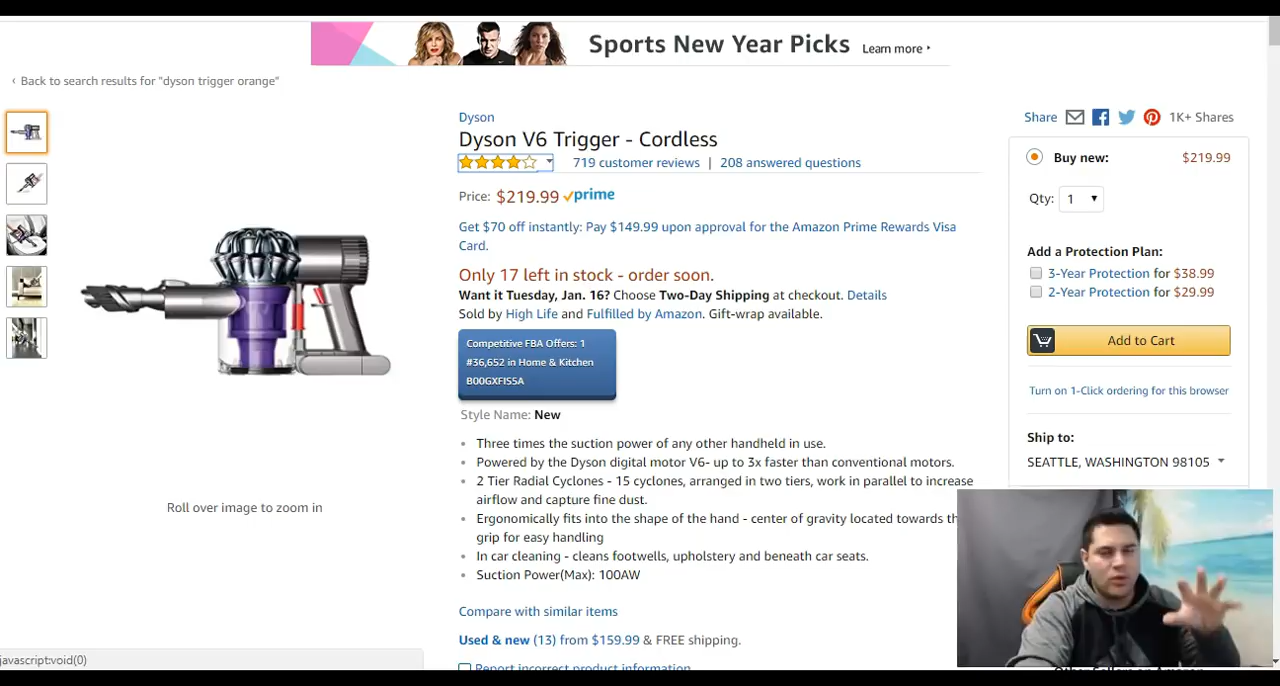 Sports New Year Picks Learn more ▸
‹ Back to search results for "dyson trigger orange"
Dyson
Dyson V6 Trigger - Cordless
719 customer reviews | 208 answered questions
Price: $219.99 prime
Get $70 off instantly: Pay $149.99 upon approval for the Amazon Prime Rewards Visa
Card.
Only 17 left in stock - order soon.
Want it Tuesday, Jan. 16? Choose Two-Day Shipping at checkout. Details
Sold by High Life and Fulfilled by Amazon. Gift-wrap available.
Competitive FBA Offers: 1
#36,652 in Home & Kitchen
B00GXFIS5A
Style Name: New
• Three times the suction power of any other handheld in use.
• Powered by the Dyson digital motor V6- up to 3x faster than conventional motors.
• 2 Tier Radial Cyclones - 15 cyclones, arranged in two tiers, work in parallel to increase
airflow and capture fine dust.
• Ergonomically fits into the shape of the hand - center of gravity located towards th
grip for easy handling
• In car cleaning - cleans footwells, upholstery and beneath car seats.
• Suction Power(Max): 100AW
Compare with similar items
Used & new (13) from $159.99 & FREE shipping.
Report incorrect product information
Roll over image to zoom in
javascript:void(0)
Share 1K+ Shares
Buy new: $219.99
Qty: 1
Add a Protection Plan:
3-Year Protection for $38.99
2-Year Protection for $29.99
Add to Cart
Turn on 1-Click ordering for this browser
Ship to:
SEATTLE, WASHINGTON 98105
Other Sellers on Amazon